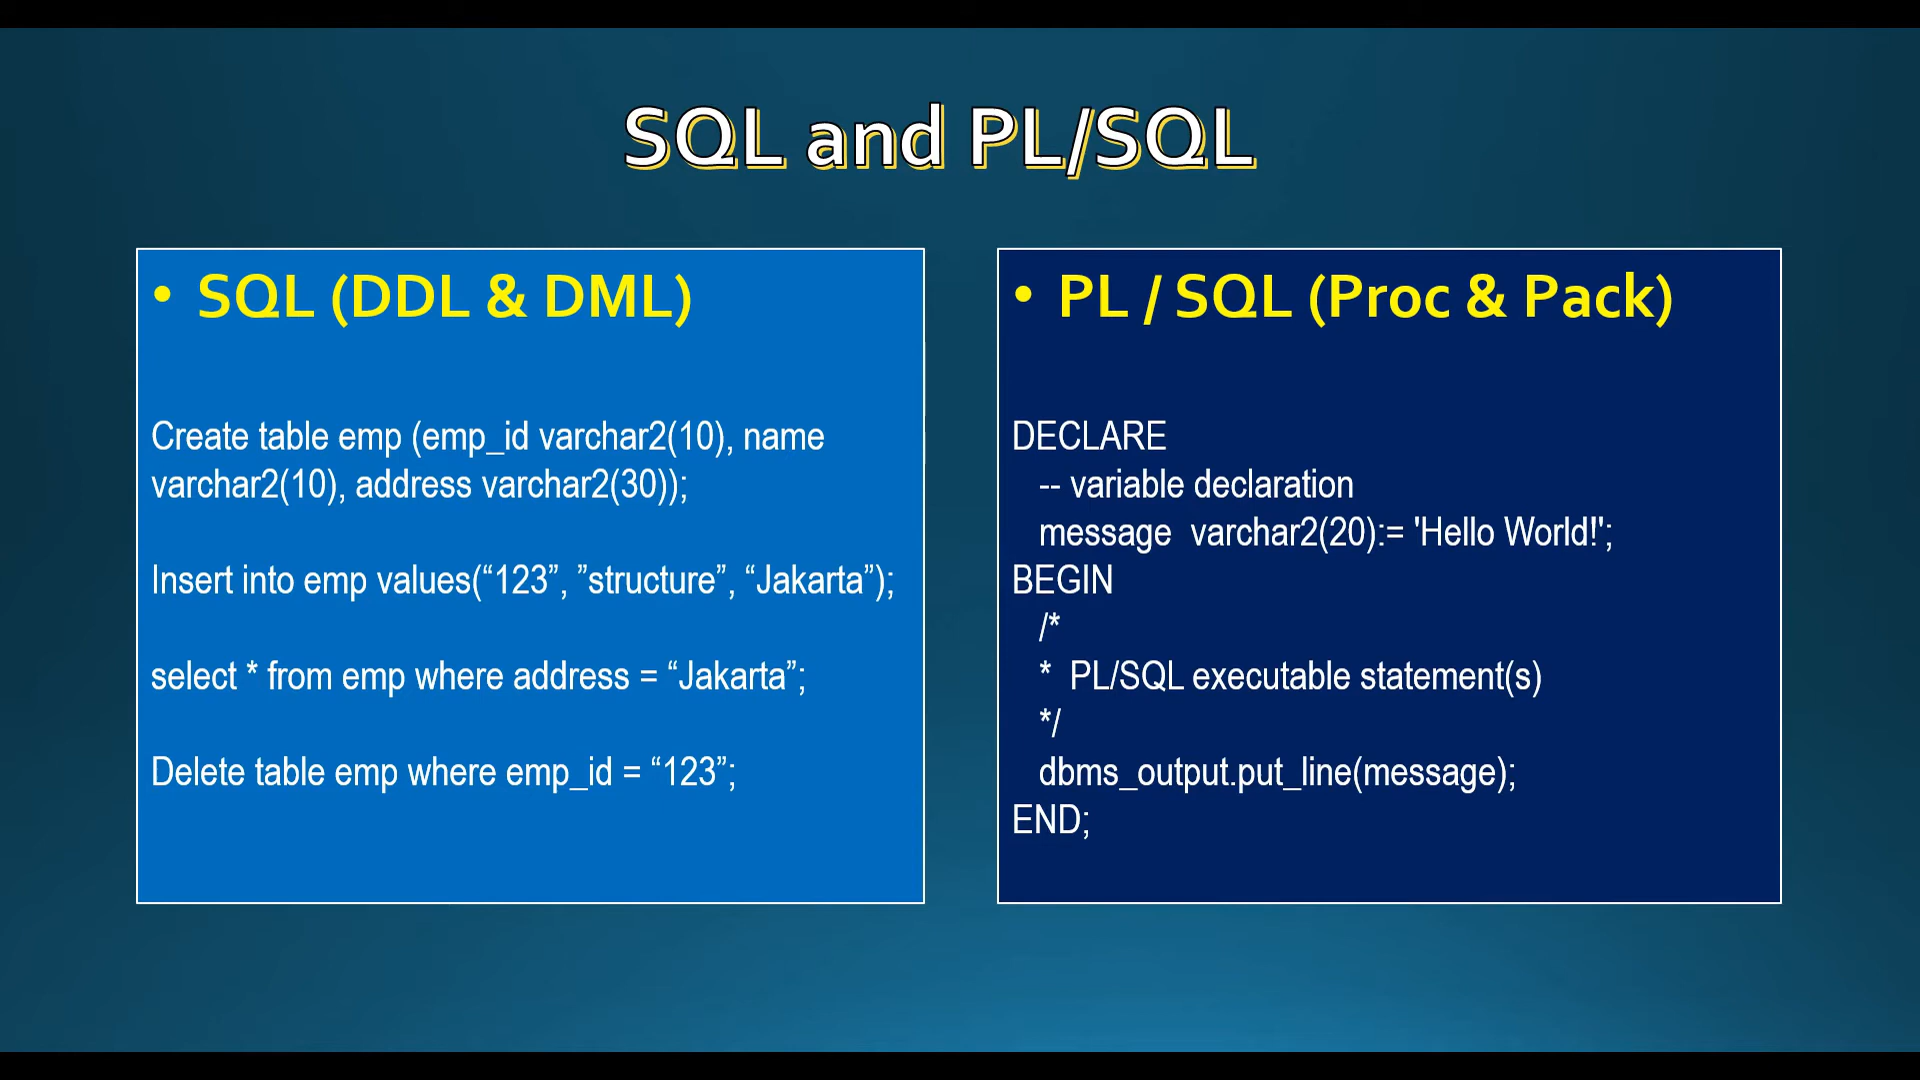 SQL and PL/SQL
• SQL (DDL & DML)
Create table emp (emp_id varchar2(10), name
varchar2(10), address varchar2(30));
Insert into emp values(“123”, ”structure”, “Jakarta”);
select * from emp where address = “Jakarta”;
Delete table emp where emp_id = “123”;
• PL / SQL (Proc & Pack)
DECLARE
-- variable declaration
message  varchar2(20):= 'Hello World!';
BEGIN
/*
*  PL/SQL executable statement(s)
*/
dbms_output.put_line(message);
END;